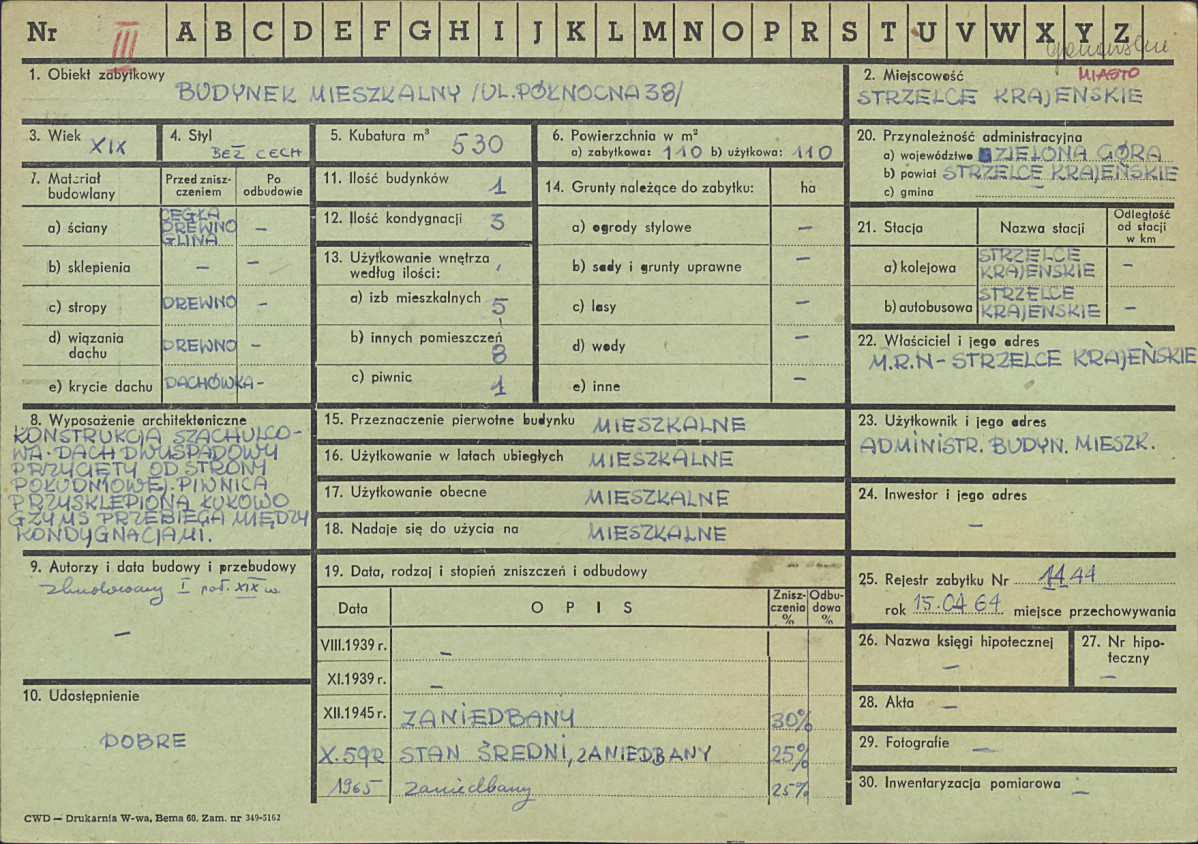 Nr III A B C D E F G H I J K L M N O P R S T U V W X Y Z
1. Obiekt zabytkowy
BUDYNEK MIESZKALNY /UL. PÓŁNOCNA 38/
2. Miejscowość
MIASTO
STRZELCE KRAJEŃSKIE
3. Wiek XIX
4. Styl
BEZ CECH
5. Kubatura m³ 530
6. Powierzchnia w m²
a) zabytkowa: 110 b) użytkowa: 110
20. Przynależność administracyjna
a) województwo ZIELONA GÓRA
b) powiat STRZELCE KRAJEŃSKIE
c) gmina –
7. Materiał budowlany
Przed zniszczeniem
Po odbudowie
a) ściany CEGŁA DREWNO GLINA –
b) sklepienia – –
c) stropy DREWNO –
d) wiązania dachu DREWNO –
e) krycie dachu DACHÓWKA –
11. Ilość budynków 1
12. Ilość kondygnacji 3
13. Użytkowanie wnętrza
według ilości:
a) izb mieszkalnych 5
b) innych pomieszczeń
8
c) piwnic 1
14. Grunty należące do zabytku: ha
a) ogrody stylowe –
b) sady i grunty uprawne –
c) lasy –
d) wody –
e) inne –
21. Stacja Nazwa stacji Odległość od stacji w km
a) kolejowa STRZELCE KRAJEŃSKIE –
b) autobusowa STRZELCE KRAJEŃSKIE –
22. Właściciel i jego adres
M.R.N – STRZELCE KRAJEŃSKIE
8. Wyposażenie architektoniczne
KONSTRUKCJA SZACHULCO-
WA. DACH DWUSPADOWY
PRZYCIĘTY OD STRONY
POŁUDNIOWEJ. PIWNICA
PRZYSKLEPIONA ŁUKOWO
GZYMS PRZEBIEGA MIĘDZY
KONDYGNACJAMI.
15. Przeznaczenie pierwotne budynku MIESZKALNE
16. Użytkowanie w latach ubiegłych MIESZKALNE
17. Użytkowanie obecne MIESZKALNE
18. Nadaje się do użycia na MIESZKALNE
23. Użytkownik i jego adres
ADMINISTR. BUDYN. MIESZK.
24. Inwestor i jego adres
–
9. Autorzy i data budowy i przebudowy
zbudowany I poł. XIX w.
–
10. Udostępnienie
DOBRE
19. Data, rodzaj i stopień zniszczeń i odbudowy
Data OPIS Zniszczenia % Odbudowa %
VIII.1939 r. –
XI.1939 r. –
XII.1945 r. ZANIEDBANY 30%
X.59R STAN ŚREDNI, ZANIEDBANY 25%
1965 zaniedbany 25%
25. Rejestr zabytku Nr 1144
rok 15.04.64 miejsce przechowywania
26. Nazwa księgi hipotecznej
–
27. Nr hipo-
teczny
–
28. Akta –
29. Fotografie –
30. Inwentaryzacja pomiarowa –
CWD — Drukarnia W-wa, Bema 60. Zam. nr 349-5162